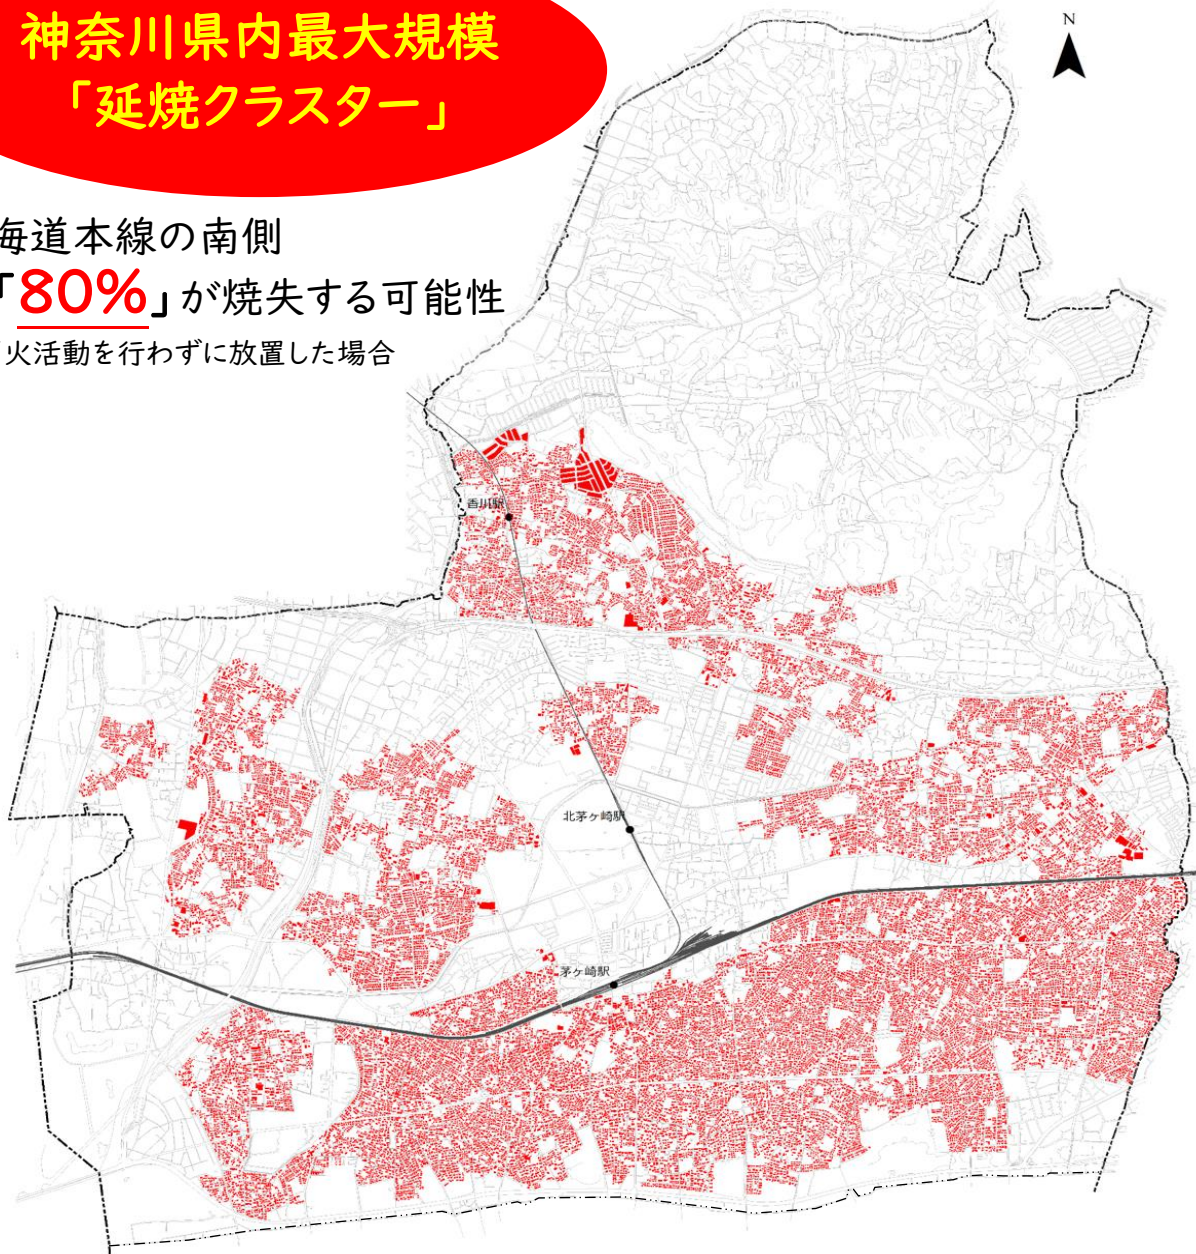 神奈川県内最大規模
「延焼クラスター」
海道本線の南側
「80%」が焼失する可能性
火活動を行わずに放置した場合
N
香川駅
北茅ヶ崎駅
茅ヶ崎駅